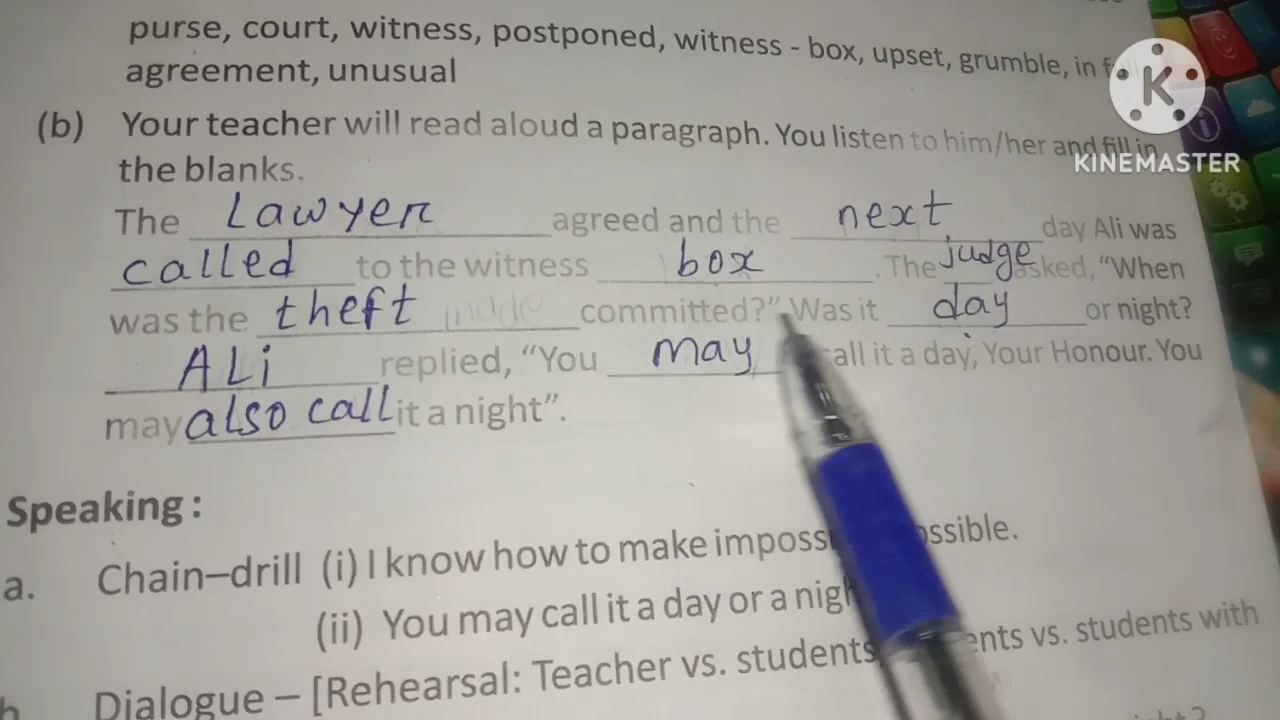 purse, court, witness, postponed, witness - box, upset, grumble, in
agreement, unusual
K
KINEMASTER
(b) Your teacher will read aloud a paragraph. You listen to him/her and fill in
the blanks.
The Lawyer agreed and the next day Ali was
called to the witness box. The judge asked, "When
was the theft committed?" Was it day or night?
ALi replied, "You may call it a day, Your Honour. You
may also call it a night".
Speaking :
a. Chain–drill (i) I know how to make
(ii) You may call it a day or a
Dialogue – [Rehearsal: Teacher vs. students vs. students with